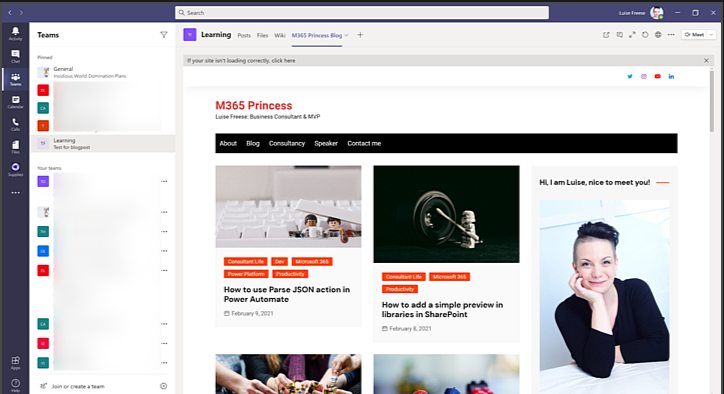 Search
Luise Freese
Activity
Chat
Teams
Calendar
Calls
Files
Supplies
Apps
Help
Teams
Pinned
General
Insidious World Domination Plans
Learning
Test for blogpost
Your teams
Join or create a team
Learning
Posts
Files
Wiki
M365 Princess Blog
Meet
If your site isn't loading correctly, click here
M365 Princess
Luise Freese: Business Consultant & MVP
About
Blog
Consultancy
Speaker
Contact me
Consultant Life
Dev
Microsoft 365
Power Platform
Productivity
How to use Parse JSON action in
Power Automate
February 9, 2021
Consultant Life
Microsoft 365
Productivity
How to add a simple preview in
libraries in SharePoint
February 8, 2021
Hi, I am Luise, nice to meet you!